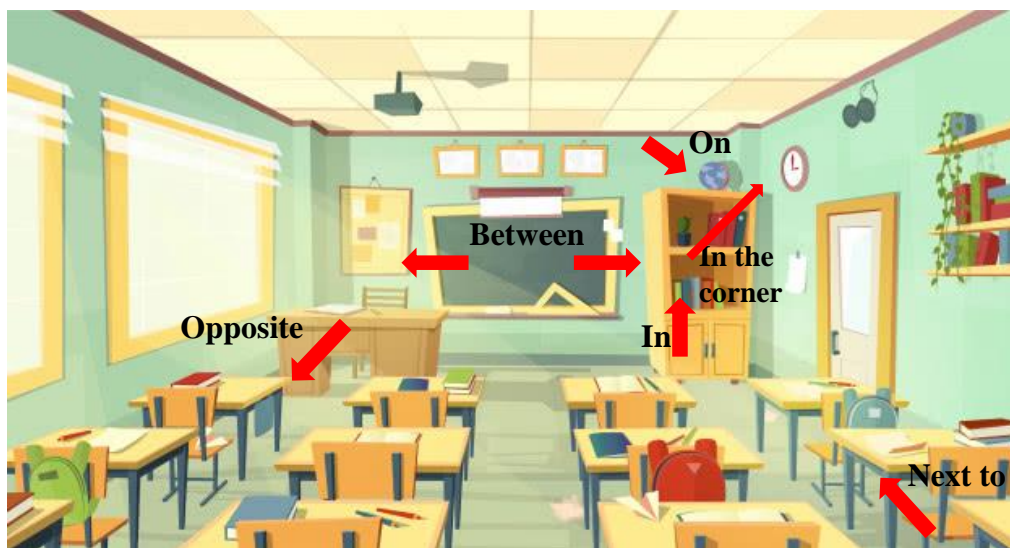 On
Between
In the
corner
Opposite
In
Next to